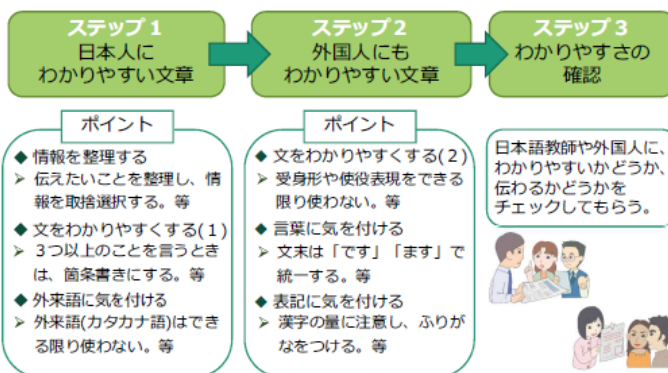 ステップ1
日本人に
わかりやすい文章
ステップ2
外国人にも
わかりやすい文章
ステップ3
わかりやすさの
確認
ポイント
◆ 情報を整理する
➢ 伝えたいことを整理し、情
報を取捨選択する。等
◆ 文をわかりやすくする(1)
➢ 3つ以上のことを言うとき
は、箇条書きにする。等
◆ 外来語に気を付ける
➢ 外来語(カタカナ語)はでき
る限り使わない。等
ポイント
◆ 文をわかりやすくする(2)
➢ 受身形や使役表現をできる
限り使わない。等
◆ 言葉に気を付ける
➢ 文末は「です」「ます」で
統一する。等
◆ 表記に気を付ける
➢ 漢字の量に注意し、ふりが
なをつける。等
日本語教師や外国人に、
わかりやすいかどうか、
伝わるかどうかを
チェックしてもらう。